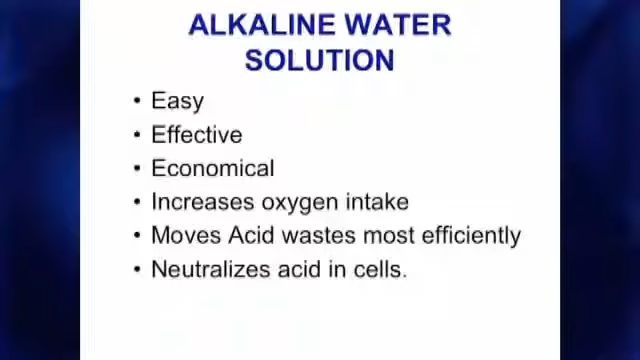 ALKALINE WATER
SOLUTION
• Easy
• Effective
• Economical
• Increases oxygen intake
• Moves Acid wastes most efficiently
• Neutralizes acid in cells.